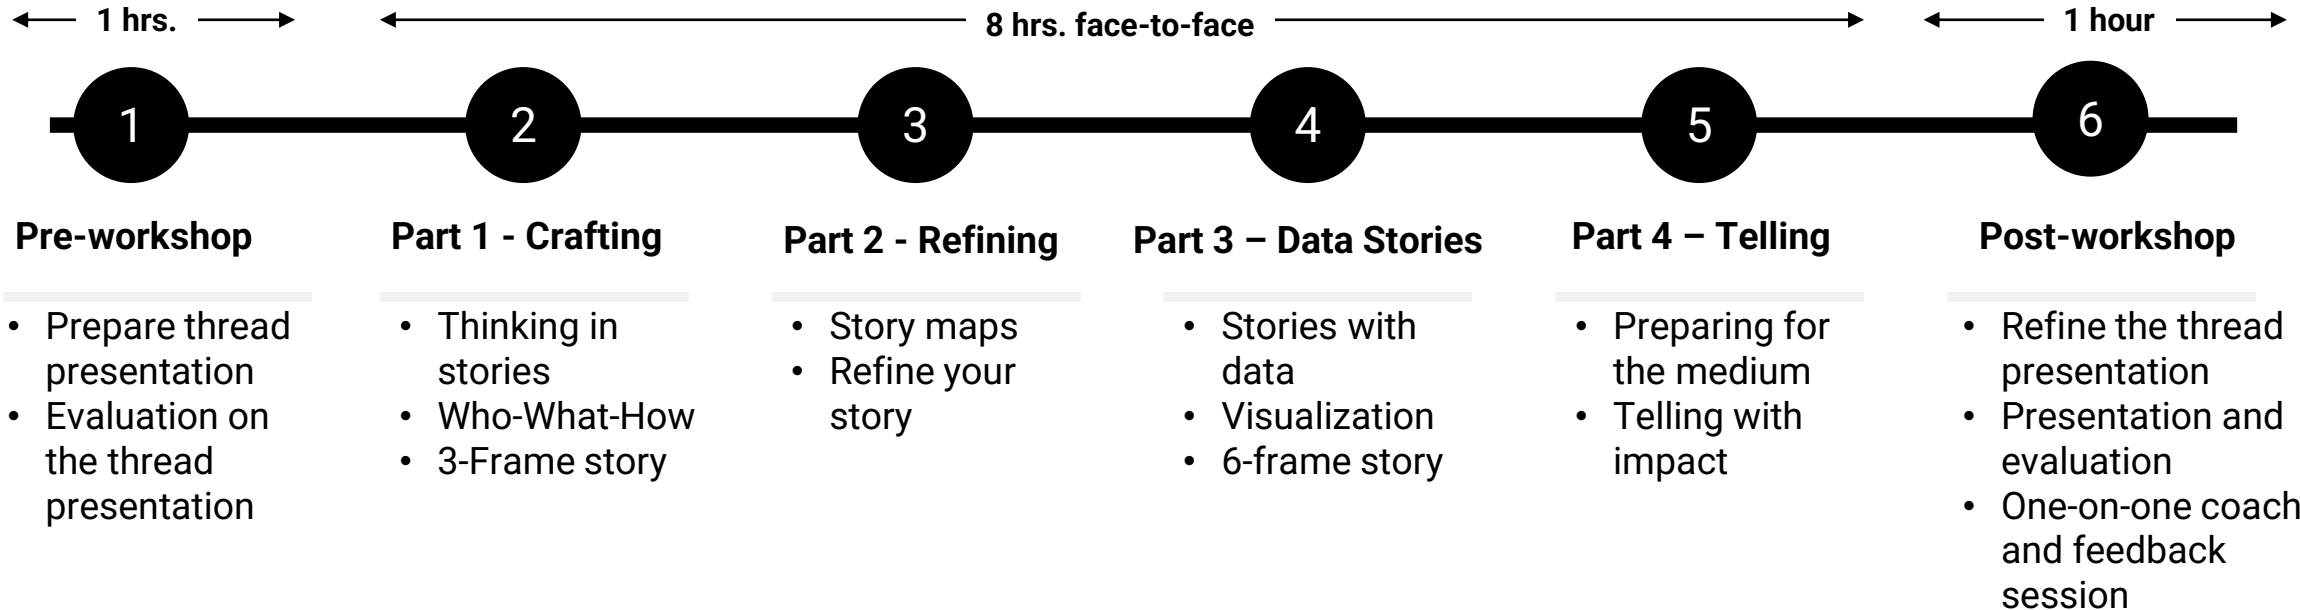 1 hrs.
8 hrs. face-to-face
1 hour
1
2
3
4
5
6
Pre-workshop
• Prepare thread
presentation
• Evaluation on
the thread
presentation
Part 1 - Crafting
• Thinking in
stories
• Who-What-How
• 3-Frame story
Part 2 - Refining
• Story maps
• Refine your
story
Part 3 – Data Stories
• Stories with
data
• Visualization
• 6-frame story
Part 4 – Telling
• Preparing for
the medium
• Telling with
impact
Post-workshop
• Refine the thread
presentation
• Presentation and
evaluation
• One-on-one coach
and feedback
session